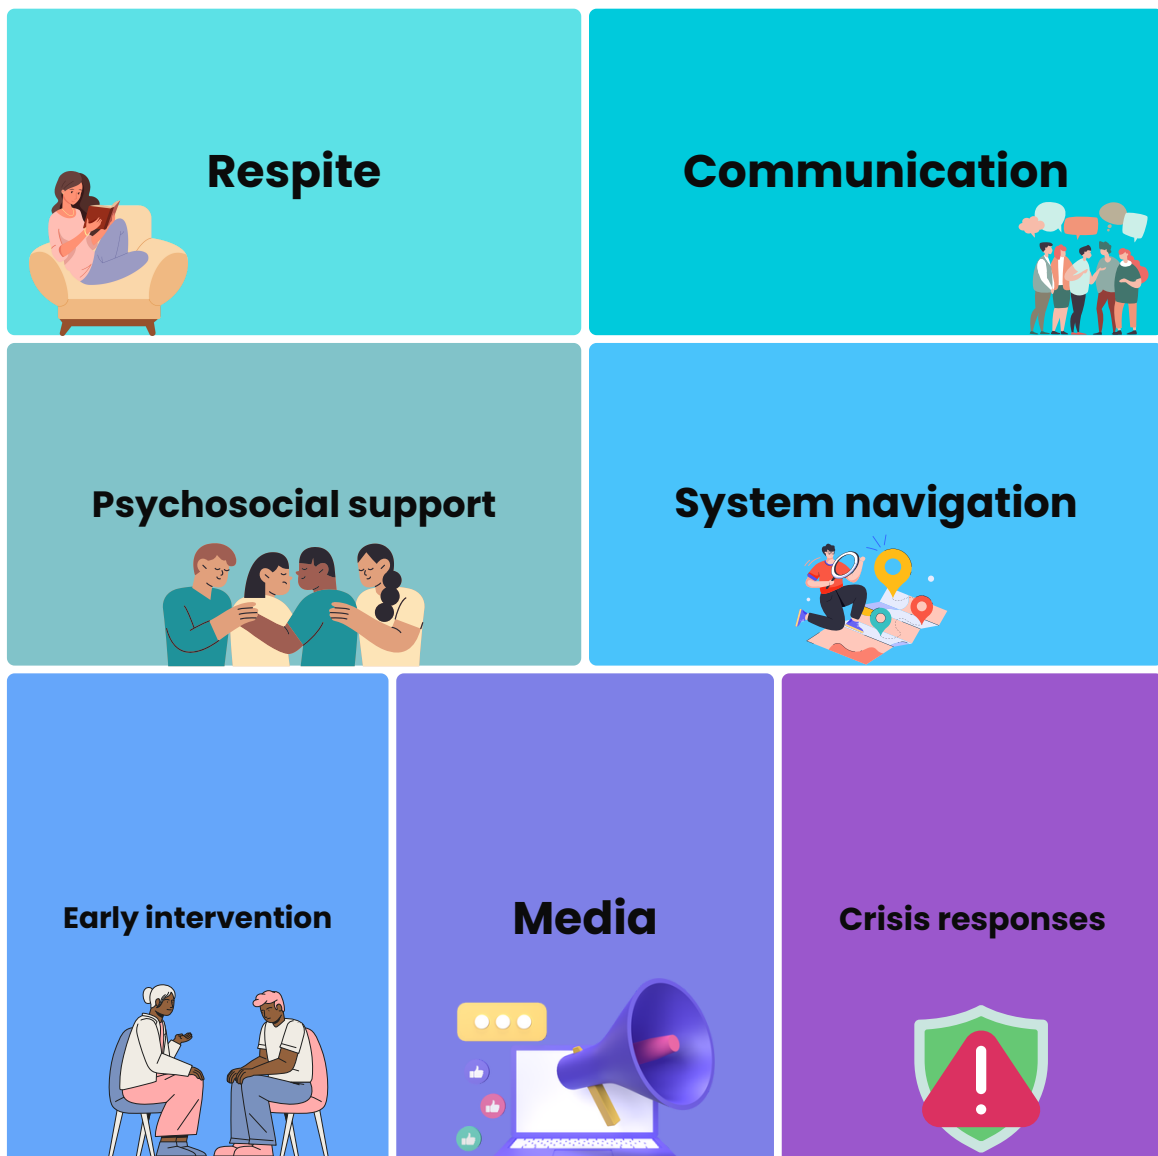 Respite
Communication
Psychosocial support
System navigation
Early intervention
Media
Crisis responses